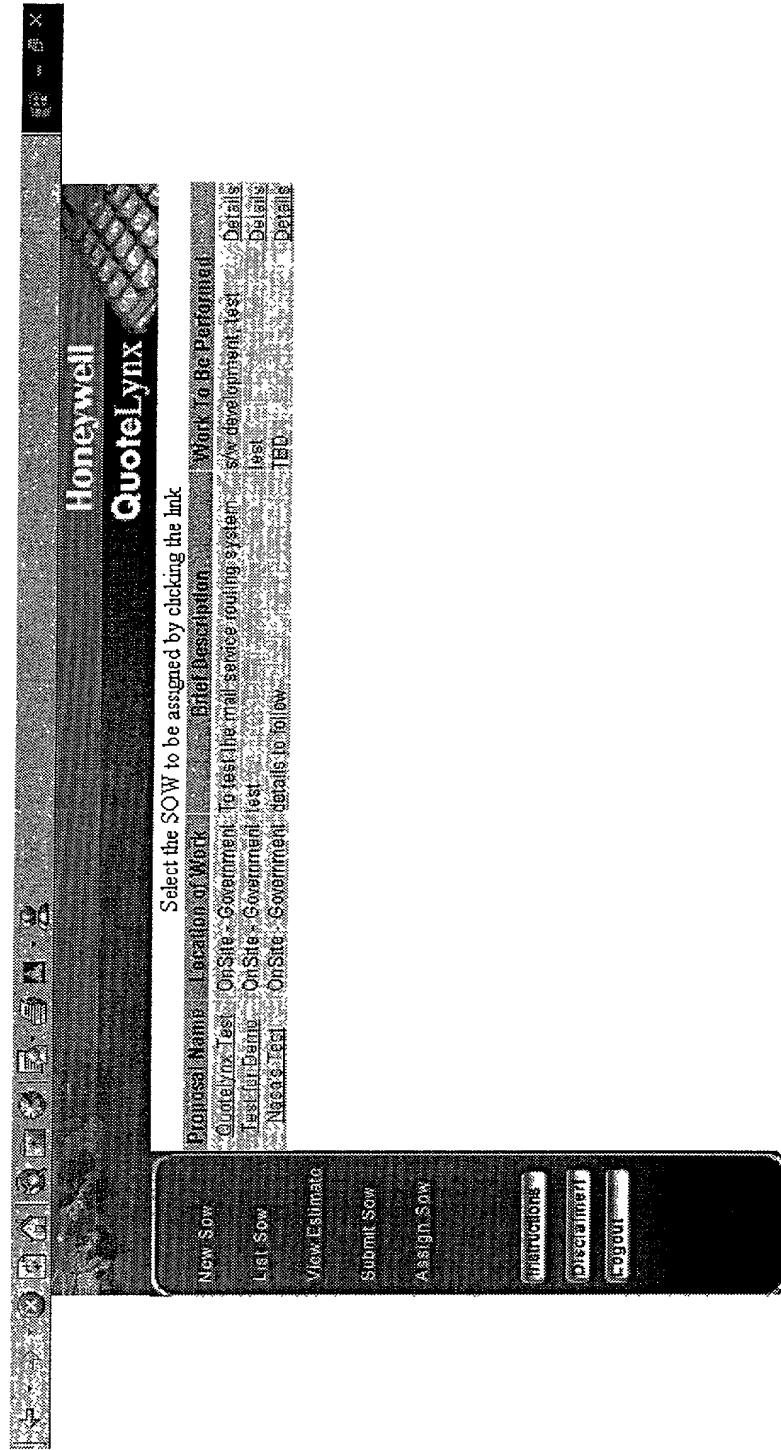 Honeywell
QuoteLynx
New Sow
List Sow
View Estimate
Submit Sow
Assign Sow
Instructions
Disclaimer!
Logout
Select the SOW to be assigned by clicking the link
Proposal Name Location of Work Brief Description Work To Be Performed
Quotelynx Test OnSite - Government To test the mail service routing system s/w development, test Details
Test for Demo OnSite - Government test test Details
Nasa's Test OnSite - Government details to follow TBD Details